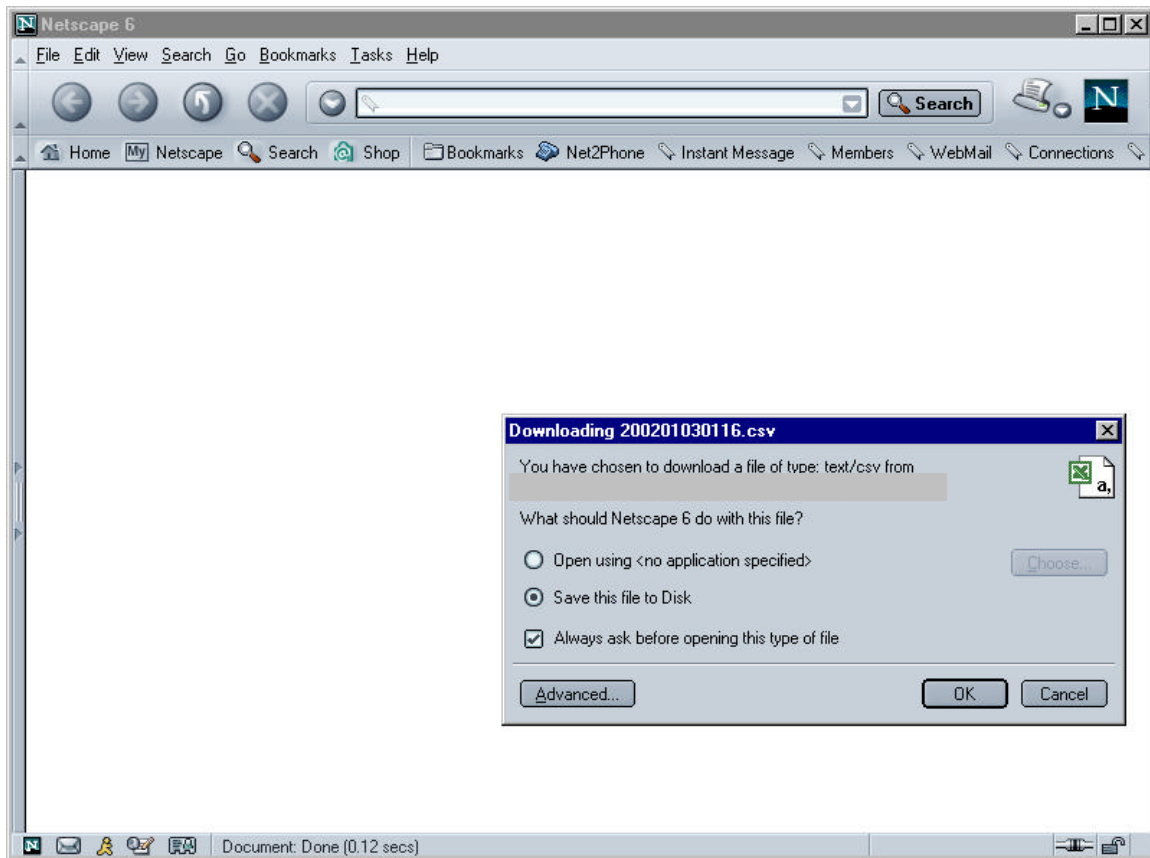 N Netscape 6
File Edit View Search Go Bookmarks Tasks Help
Search N
Home My Netscape Search Shop Bookmarks Net2Phone Instant Message Members WebMail Connections
Downloading 200201030116.csv
You have chosen to download a file of type: text/csv from
a,
What should Netscape 6 do with this file?
Open using <no application specified>
Choose...
Save this file to Disk
Always ask before opening this type of file
Advanced... OK Cancel
N Document: Done (0.12 secs)